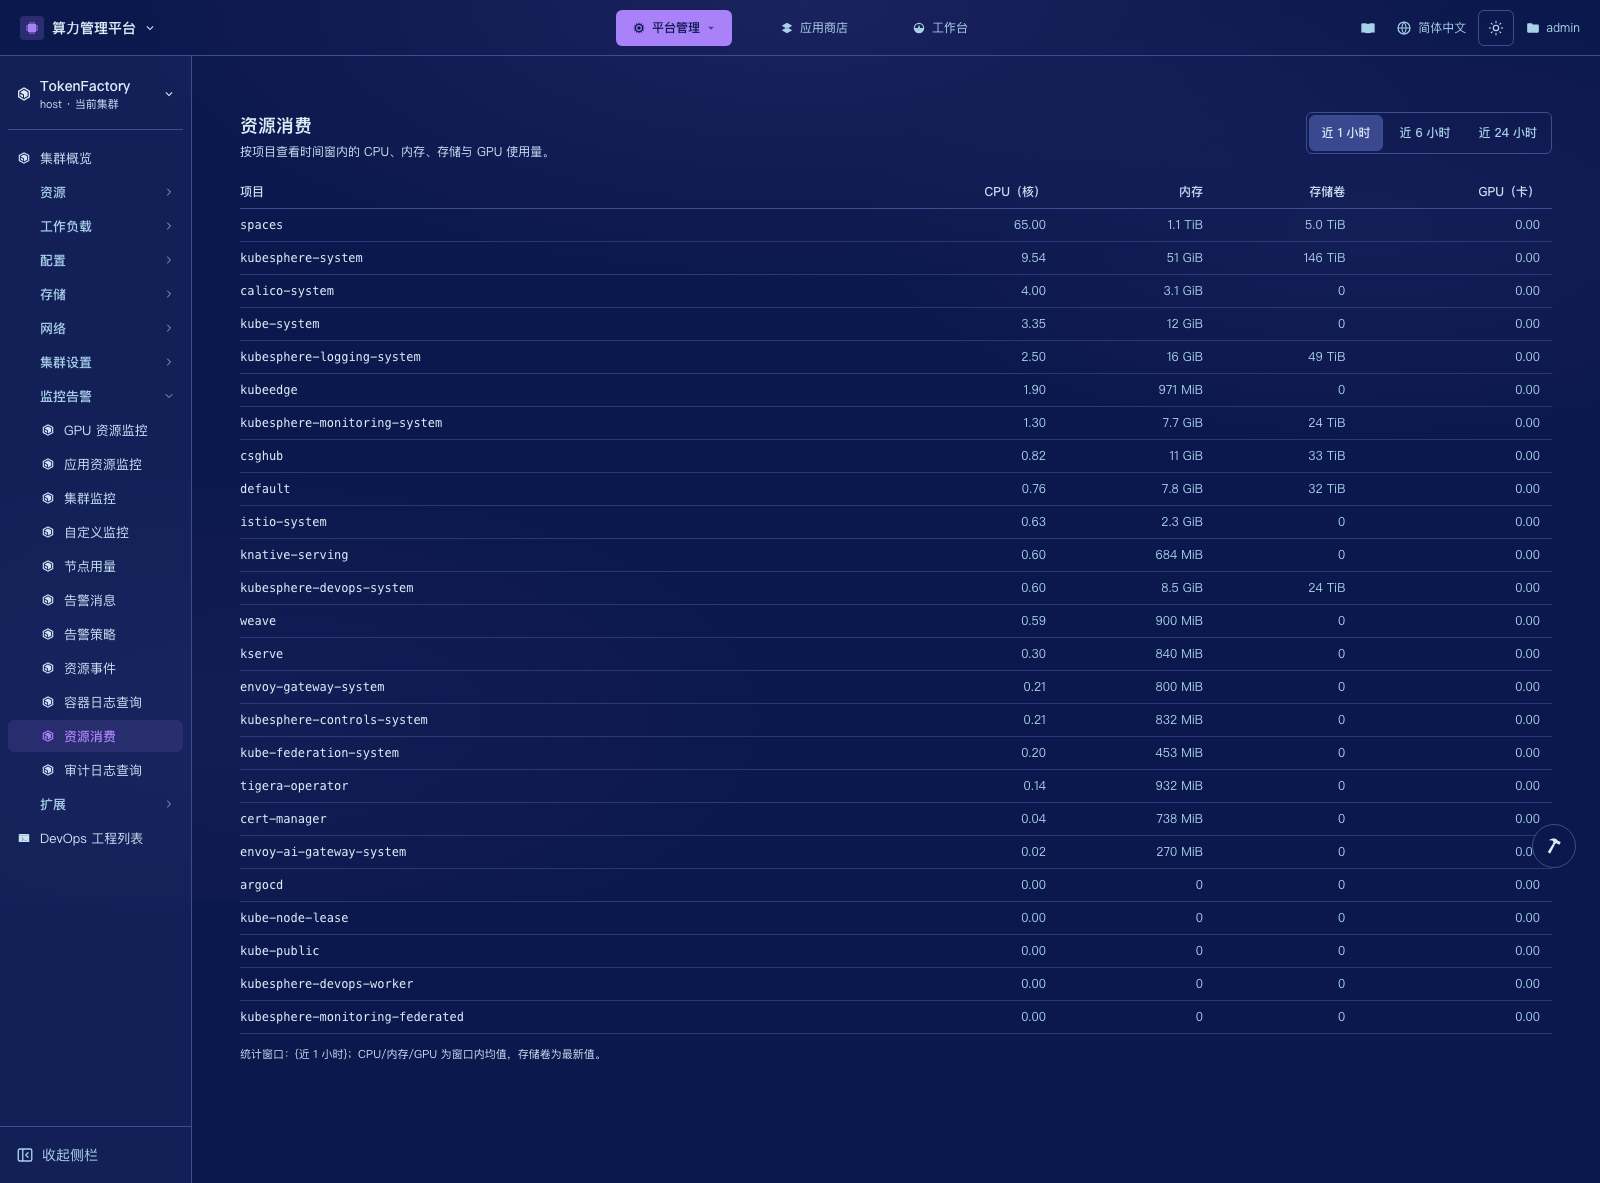 算力管理平台
平台管理
应用商店
工作台
简体中文
admin
TokenFactory
host · 当前集群
集群概览
资源
工作负载
配置
存储
网络
集群设置
监控告警
GPU 资源监控
应用资源监控
集群监控
自定义监控
节点用量
告警消息
告警策略
资源事件
容器日志查询
资源消费
审计日志查询
扩展
DevOps 工程列表
收起侧栏
资源消费
按项目查看时间窗内的 CPU、内存、存储与 GPU 使用量。
近 1 小时 近 6 小时 近 24 小时
项目 CPU（核） 内存 存储卷 GPU（卡）
spaces 65.00 1.1 TiB 5.0 TiB 0.00
kubesphere-system 9.54 51 GiB 146 TiB 0.00
calico-system 4.00 3.1 GiB 0 0.00
kube-system 3.35 12 GiB 0 0.00
kubesphere-logging-system 2.50 16 GiB 49 TiB 0.00
kubeedge 1.90 971 MiB 0 0.00
kubesphere-monitoring-system 1.30 7.7 GiB 24 TiB 0.00
csghub 0.82 11 GiB 33 TiB 0.00
default 0.76 7.8 GiB 32 TiB 0.00
istio-system 0.63 2.3 GiB 0 0.00
knative-serving 0.60 684 MiB 0 0.00
kubesphere-devops-system 0.60 8.5 GiB 24 TiB 0.00
weave 0.59 900 MiB 0 0.00
kserve 0.30 840 MiB 0 0.00
envoy-gateway-system 0.21 800 MiB 0 0.00
kubesphere-controls-system 0.21 832 MiB 0 0.00
kube-federation-system 0.20 453 MiB 0 0.00
tigera-operator 0.14 932 MiB 0 0.00
cert-manager 0.04 738 MiB 0 0.00
envoy-ai-gateway-system 0.02 270 MiB 0 0.0
argocd 0.00 0 0 0.00
kube-node-lease 0.00 0 0 0.00
kube-public 0.00 0 0 0.00
kubesphere-devops-worker 0.00 0 0 0.00
kubesphere-monitoring-federated 0.00 0 0 0.00
统计窗口：{近 1 小时}；CPU/内存/GPU 为窗口内均值，存储卷为最新值。